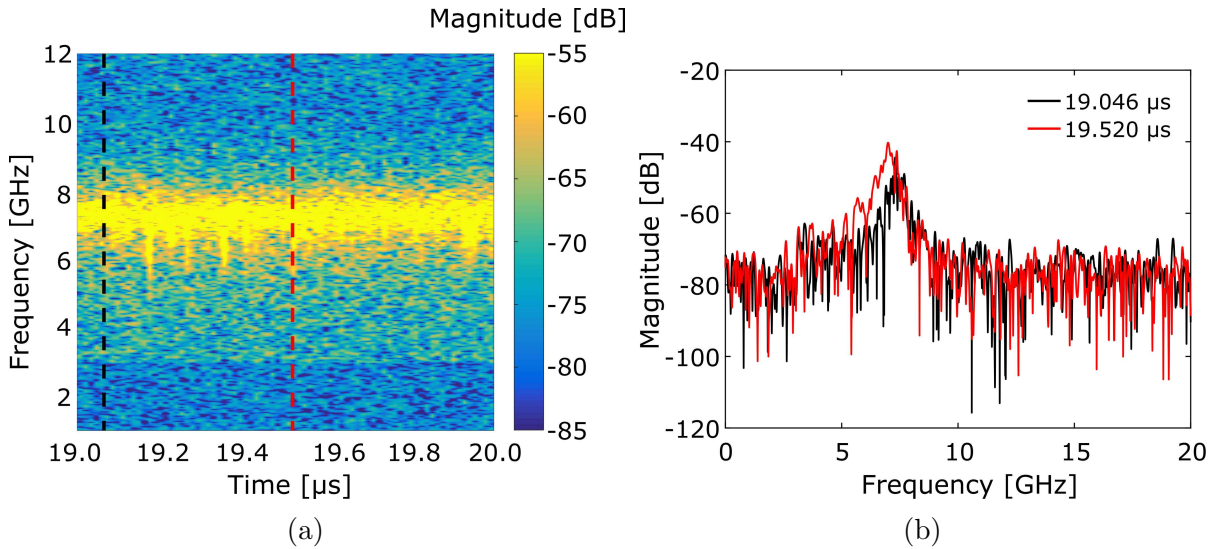 Magnitude [dB]
12
10
8
6
4
2
Frequency [GHz]
19.0 19.2 19.4 19.6 19.8 20.0
Time [µs]
-55
-60
-65
-70
-75
-80
-85
(a)
-20
-40
-60
-80
-100
-120
Magnitude [dB]
19.046 µs
19.520 µs
0 5 10 15 20
Frequency [GHz]
(b)